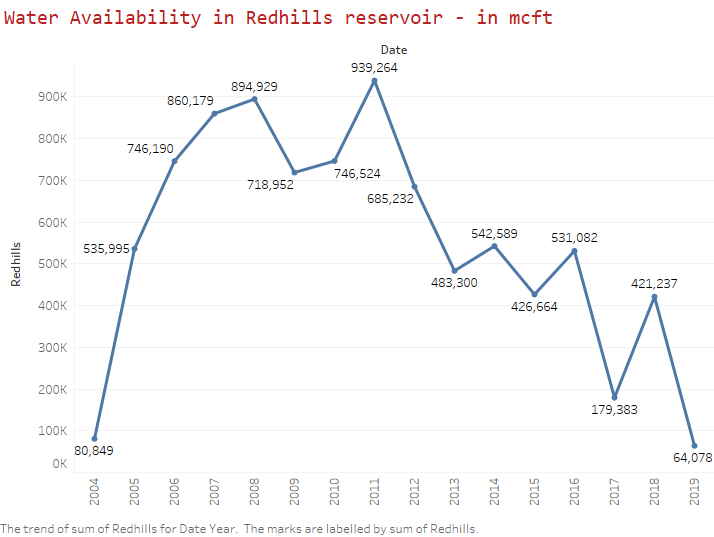 Water Availability in Redhills reservoir - in mcft
Date
939,264
894,929
900K
860,179
800K
746,190
746,524
718,952
700K
685,232
600K
535,995
542,589
531,082
500K
483,300
426,664
421,237
400K
300K
200K
179,383
100K
80,849
64,078
0K
Redhills
2004
2005
2006
2007
2008
2009
2010
2011
2012
2013
2014
2015
2016
2017
2018
2019
The trend of sum of Redhills for Date Year. The marks are labelled by sum of Redhills.